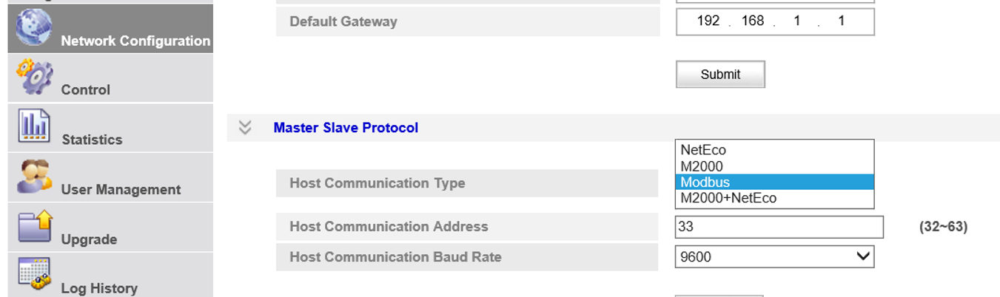 Network Configuration
Control
Statistics
User Management
Upgrade
Log History
Default Gateway 192 . 168 . 1 . 1
Submit
Master Slave Protocol
Host Communication Type
NetEco
M2000
Modbus
M2000+NetEco
Host Communication Address 33 (32~63)
Host Communication Baud Rate 9600